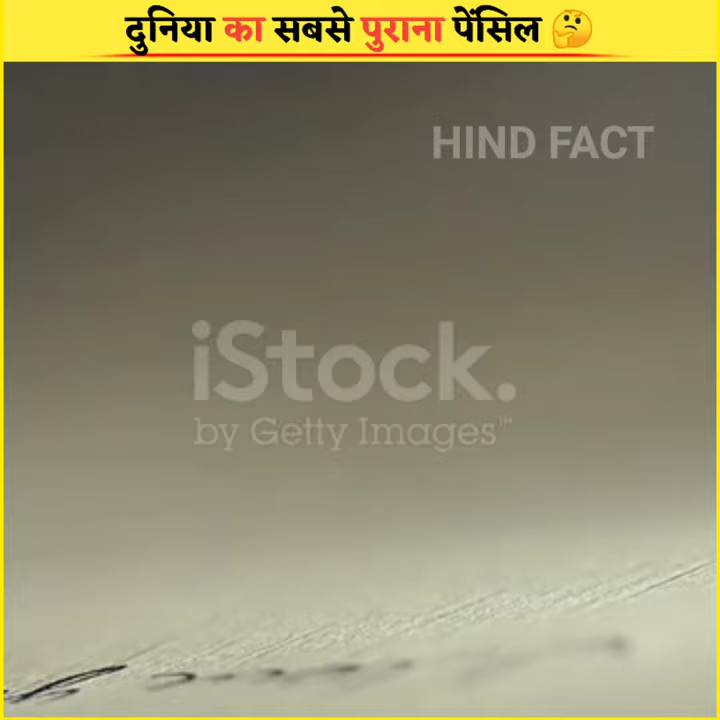 दुनिया का सबसे पुराना पेंसिल 🤔
HIND FACT
iStock.
by Getty Images™